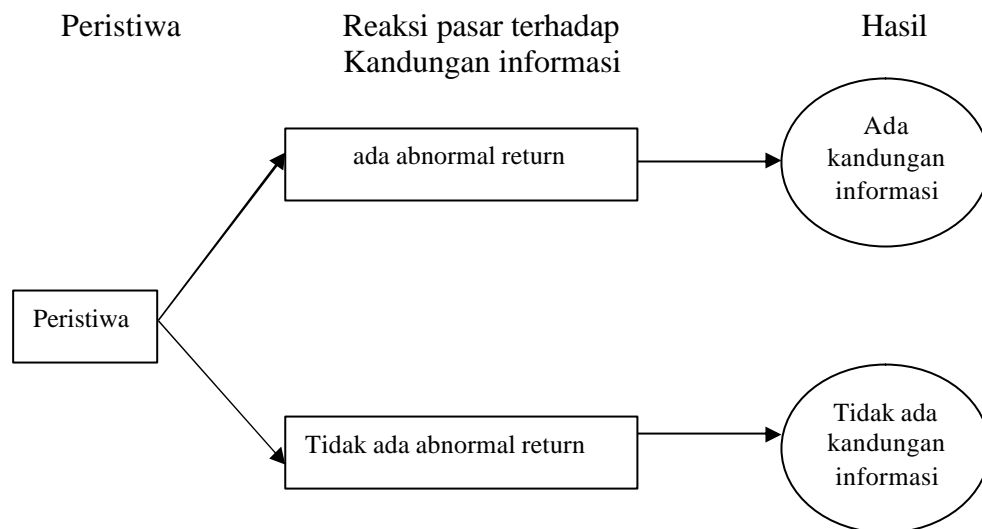 Peristiwa
Reaksi pasar terhadap
Kandungan informasi
Hasil
ada abnormal return
Ada
kandungan
informasi
Peristiwa
Tidak ada abnormal return
Tidak ada
kandungan
informasi